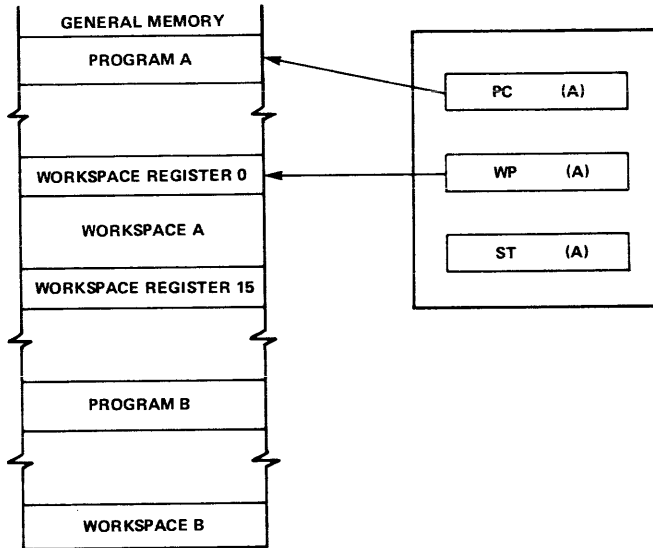 GENERAL MEMORY
PROGRAM A
WORKSPACE REGISTER 0
WORKSPACE A
WORKSPACE REGISTER 15
PROGRAM B
WORKSPACE B
PC (A)
WP (A)
ST (A)